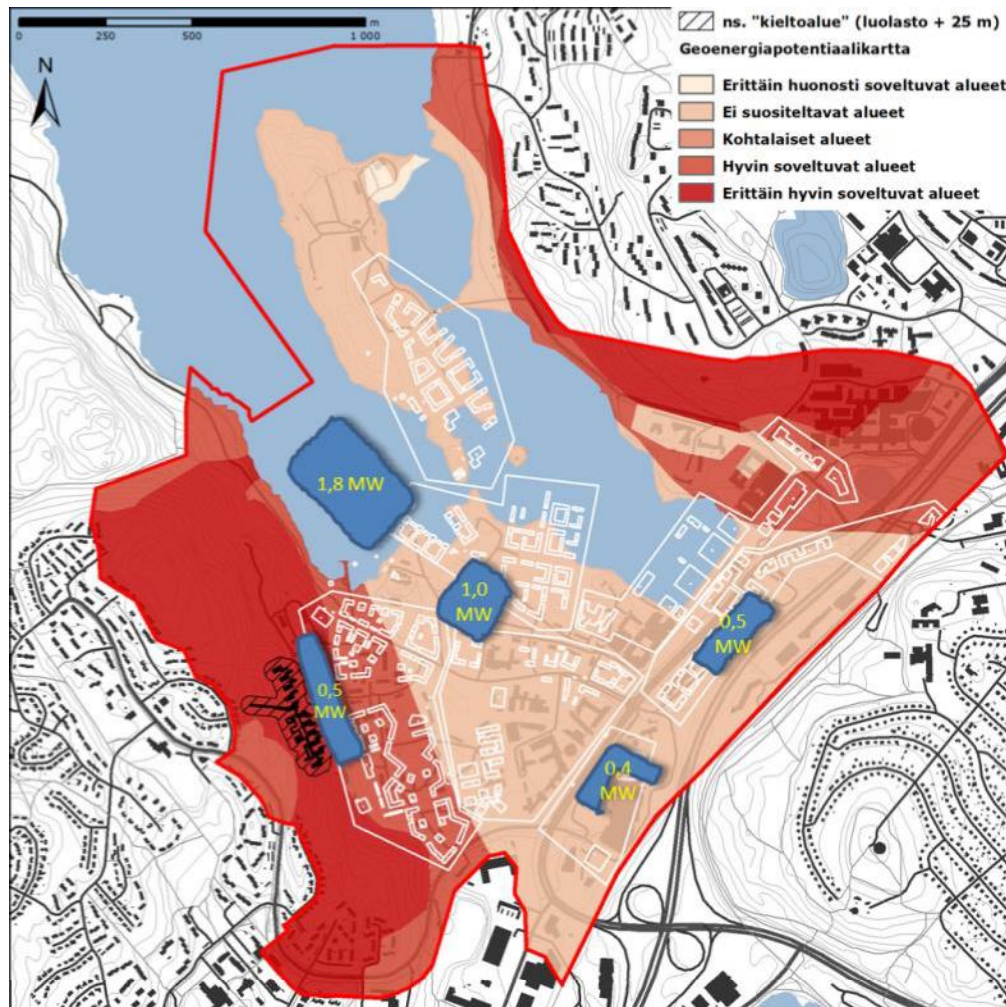 0 250 500 1 000 m
N
ns. "kieltoalue" (luolasto + 25 m)
Geoenergiapotentiaalikartta
Erittäin huonosti soveltuvat alueet
Ei suositeltavat alueet
Kohtalaiset alueet
Hyvin soveltuvat alueet
Erittäin hyvin soveltuvat alueet
1,8 MW
1,0
MW
0,5
MW
0,5
MW
0,4
MW